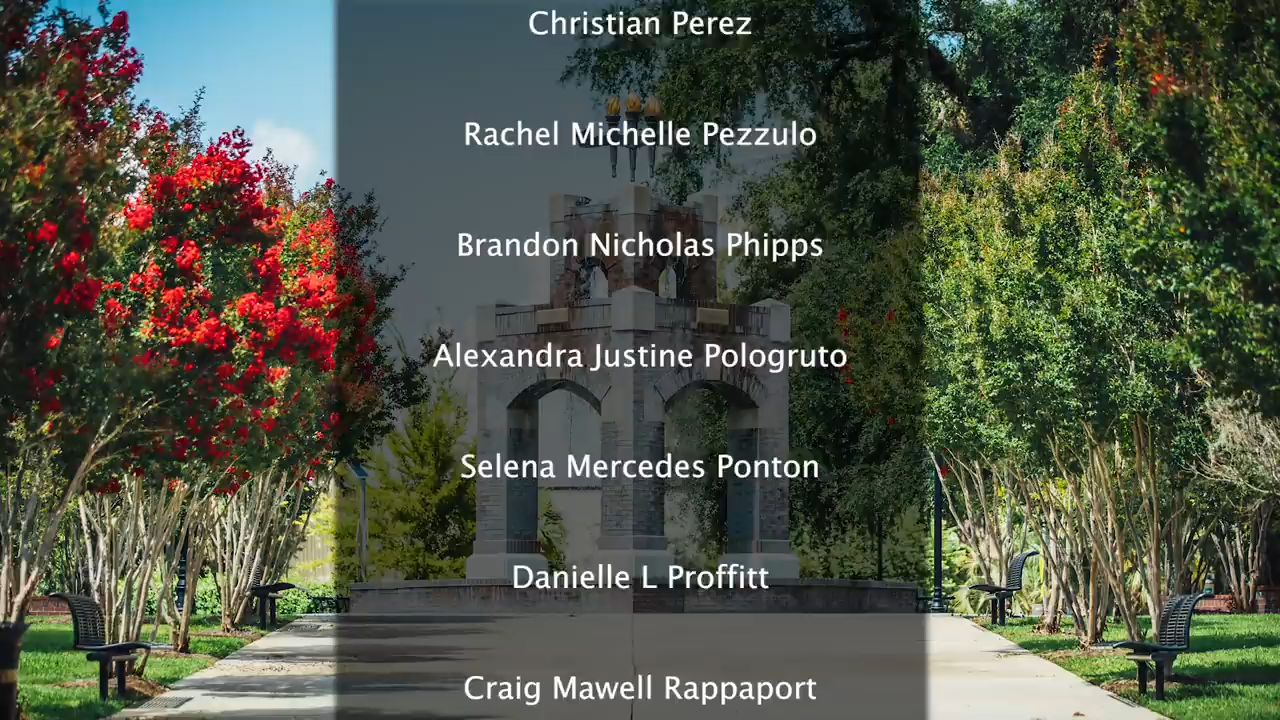 Christian Perez
Rachel Michelle Pezzulo
Brandon Nicholas Phipps
Alexandra Justine Pologruto
Selena Mercedes Ponton
Danielle L Proffitt
Craig Mawell Rappaport